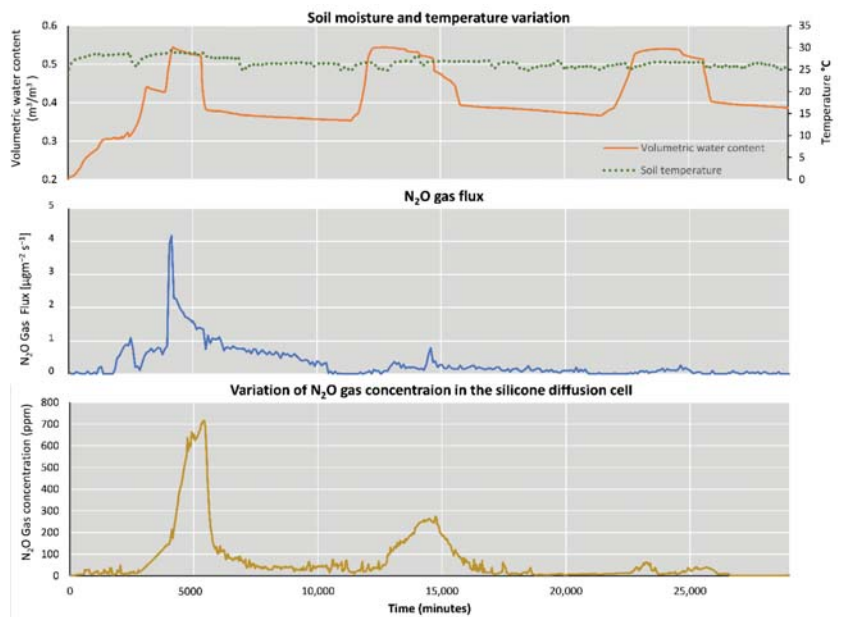 Soil moisture and temperature variation
Volumetric water content
(m³/m³)
0.6
0.5
0.4
0.3
0.2
35
30
25
20
15
10
5
0
Temperature ℃
Volumetric water content
Soil temperature
N₂O gas flux
N₂O Gas Flux [µgm⁻² s⁻¹)
5
4
3
2
1
0
Variation of N₂O gas concentraion in the silicone diffusion cell
N₂O Gas concentration (ppm)
800
700
600
500
400
300
200
100
0
0 5000 10,000 15,000 20,000 25,000
Time (minutes)